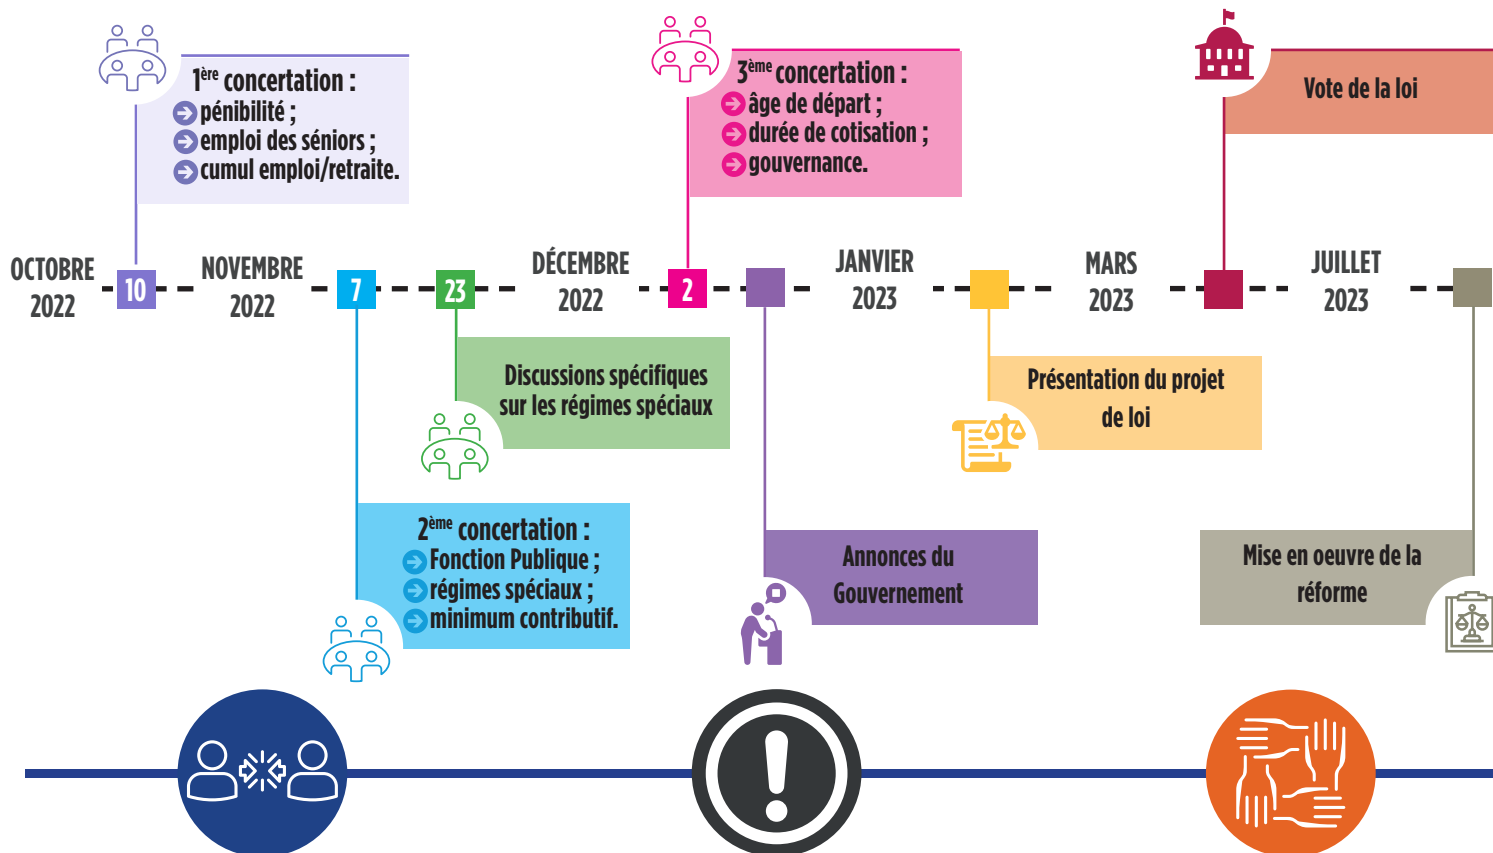 1ère concertation :
pénibilité ;
emploi des séniors ;
cumul emploi/retraite.
3ème concertation :
âge de départ ;
durée de cotisation ;
gouvernance.
Vote de la loi
OCTOBRE
2022
10
NOVEMBRE
2022
7
23
DÉCEMBRE
2022
2
JANVIER
2023
MARS
2023
JUILLET
2023
Discussions spécifiques
sur les régimes spéciaux
Présentation du projet
de loi
2ème concertation :
Fonction Publique ;
régimes spéciaux ;
minimum contributif.
Annonces du
Gouvernement
Mise en oeuvre de la
réforme